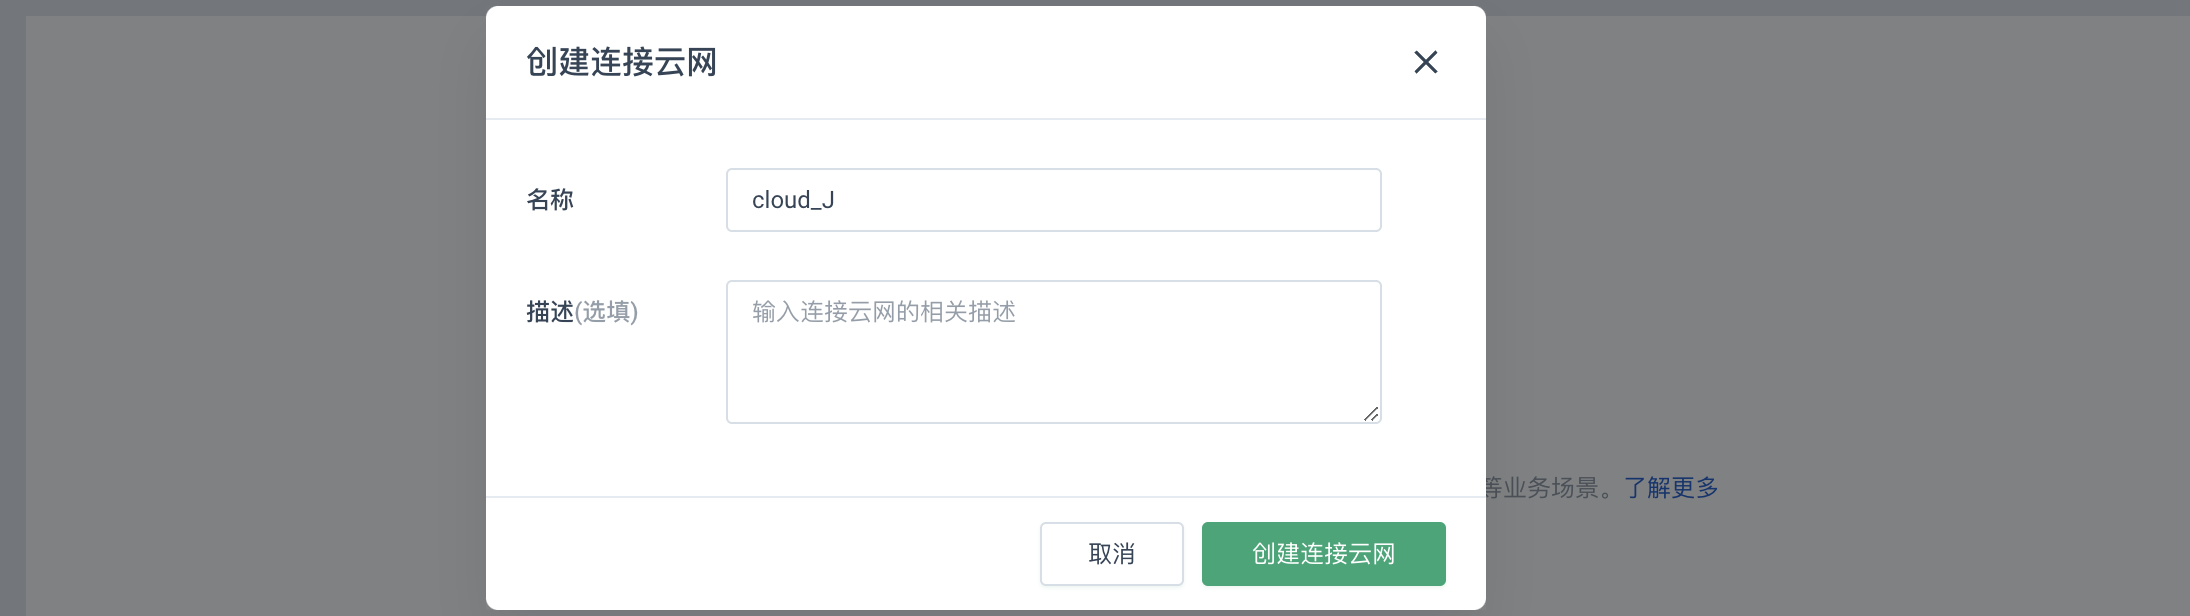 创建连接云网
名称
cloud_J
描述(选填)
输入连接云网的相关描述
等业务场景。了解更多
取消
创建连接云网